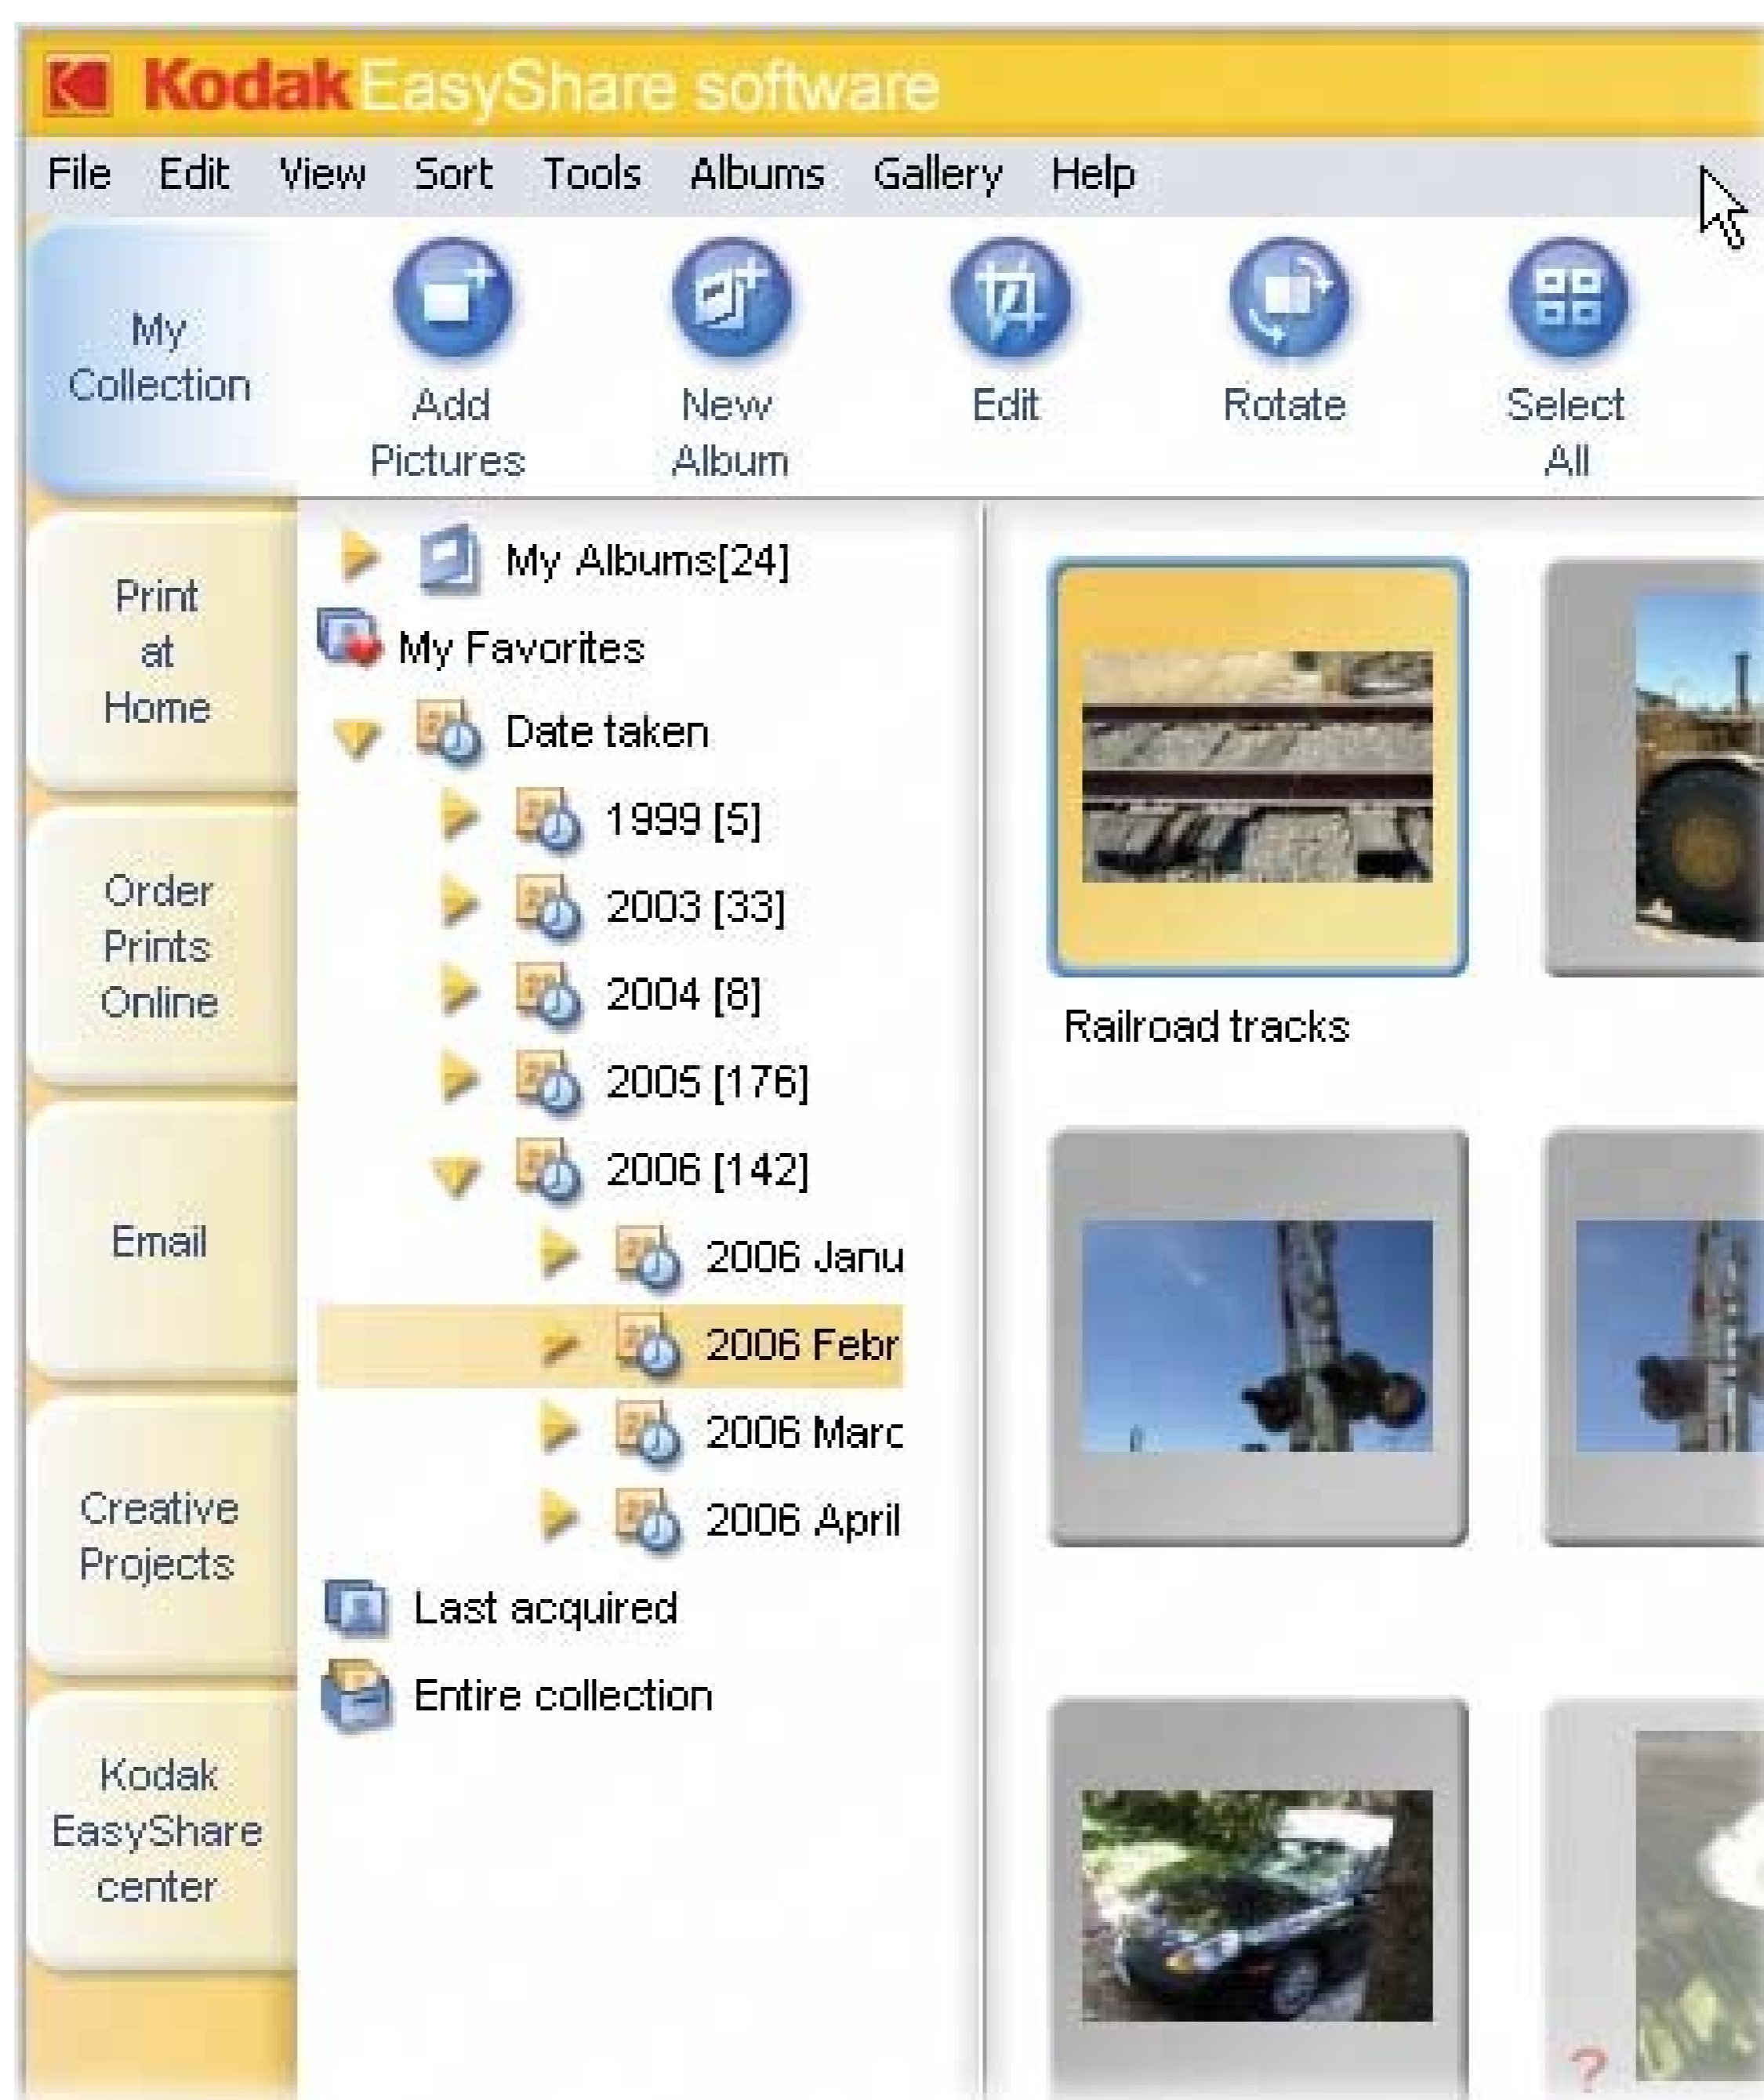 Kodak EasyShare software
File Edit View Sort Tools Albums Gallery Help
My
Collection
Add
Pictures
New
Album
Edit
Rotate
Select
All
Print
at
Home
Order
Prints
Online
Email
Creative
Projects
Kodak
EasyShare
center
My Albums[24]
My Favorites
Date taken
1999 [5]
2003 [33]
2004 [8]
2005 [176]
2006 [142]
2006 Janu
2006 Febr
2006 Marc
2006 April
Last acquired
Entire collection
Railroad tracks
?